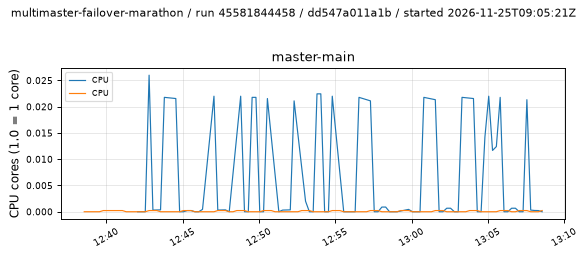 multimaster-failover-marathon / run 45581844458 / dd547a011a1b / started 2026-11-25T09:05:21Z
master-main
CPU cores (1.0 = 1 core)
CPU
CPU
0.025
0.020
0.015
0.010
0.005
0.000
12:40
12:45
12:50
12:55
13:00
13:05
13:10